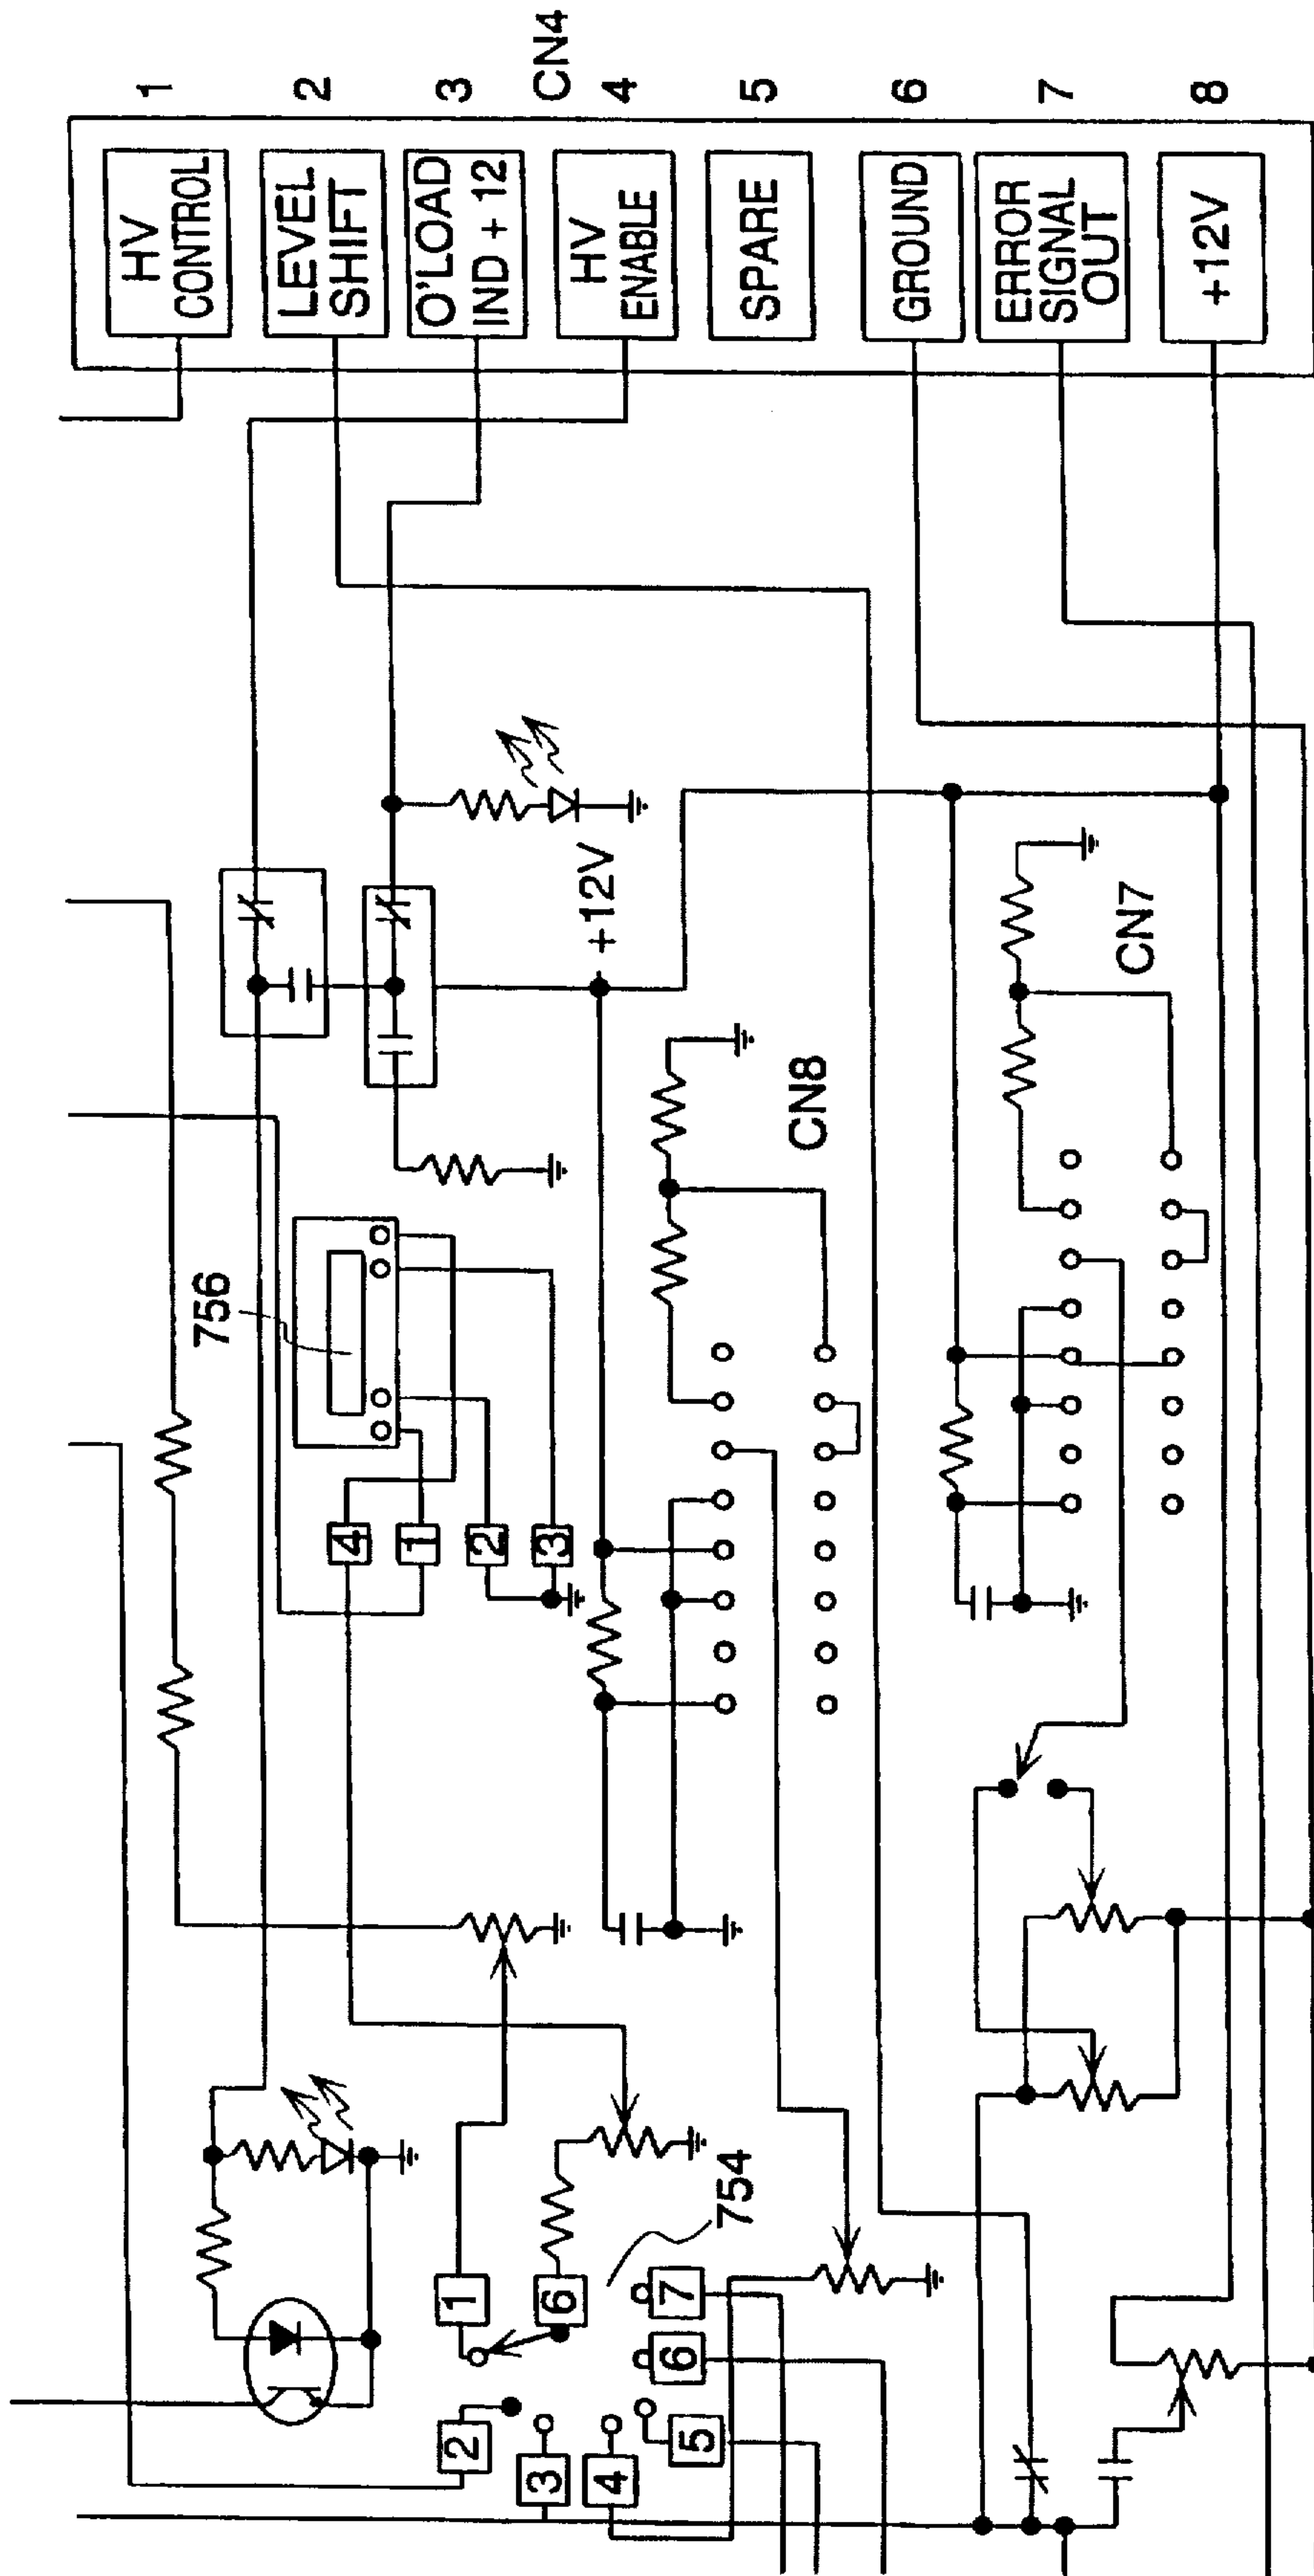 1
HV
CONTROL
2
LEVEL
SHIFT
3
O'LOAD
IND + 12
CN4
4
HV
ENABLE
5
SPARE
6
GROUND
7
ERROR
SIGNAL
OUT
8
+12V
+12V
CN7
CN8
756
4
1
2
3
754
1
6
7
6
2
5
3
4